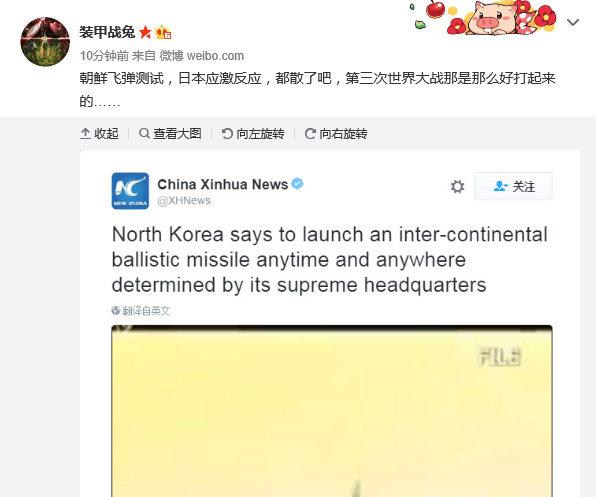 装甲战兔
10分钟前 来自 微博 weibo.com
朝鲜飞弹测试，日本应激反应，都散了吧，第三次世界大战那是那么好打起来
的……
收起 查看大图 向左旋转 向右旋转
China Xinhua News
@XHNews
关注
NEW CHINA
North Korea says to launch an inter-continental
ballistic missile anytime and anywhere
determined by its supreme headquarters
翻译自英文
FILE